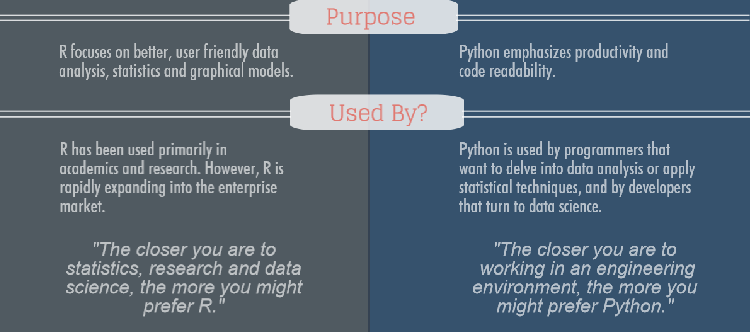 Purpose
R focuses on better, user friendly data
analysis, statistics and graphical models.
Python emphasizes productivity and
code readability.
Used By?
R has been used primarily in
academics and research. However, R is
rapidly expanding into the enterprise
market.
Python is used by programmers that
want to delve into data analysis or apply
statistical techniques, and by developers
that turn to data science.
"The closer you are to
statistics, research and data
science, the more you might
prefer R."
"The closer you are to
working in an engineering
environment, the more you
might prefer Python."